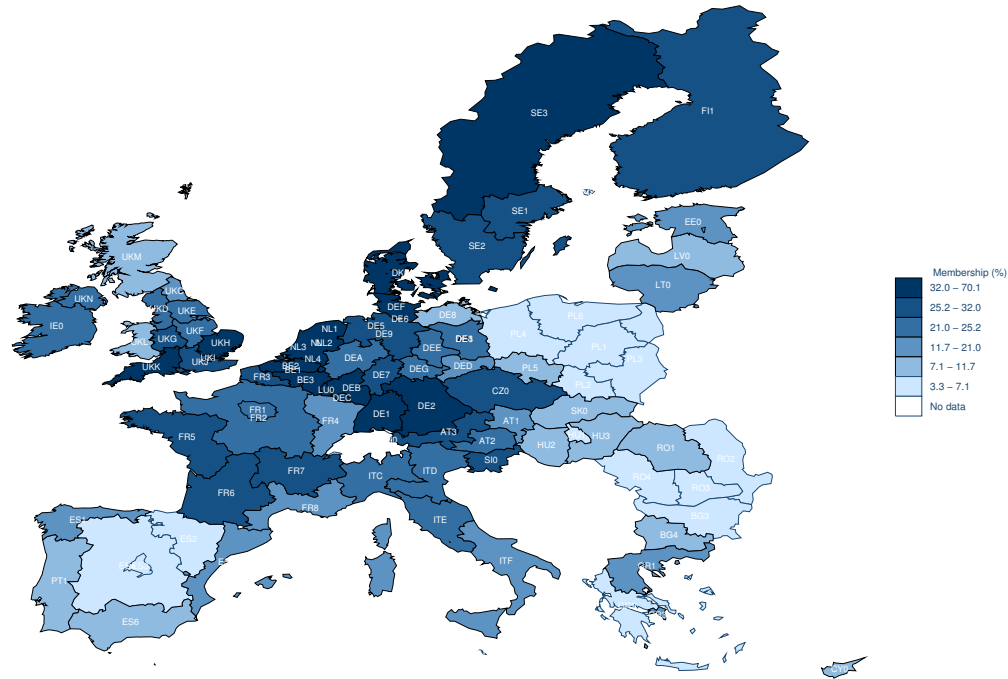 SE3
FI1
SE1
EE0
UKM
SE2
LV0
DK
LT0
UKN
UKC
UKD
UKE
DEF
DE8
DE6
IE0
UKF
NL1
DE5
DE9
PL4
PL6
UKL
UKG
UKH
NL3
NL2
DEE
PL1
UKI
UKJ
NL4
DEA
PL3
UKK
BE2
BE1
DEG
DED
PL5
FR3
BE3
DE7
PL2
LU0
DEB
CZ0
DEC
FR1
FR2
DE1
DE2
SK0
FR4
AT1
FR5
AT3
AT2
HU2
HU3
RO1
SI0
RO2
FR7
ITC
ITD
RO4
RO3
FR6
FR8
BG3
ES1
ITE
BG4
ES2
ITF
GR1
PT1
ES6
CY0
Membership (%)
32.0 – 70.1
25.2 – 32.0
21.0 – 25.2
11.7 – 21.0
7.1 – 11.7
3.3 – 7.1
No data